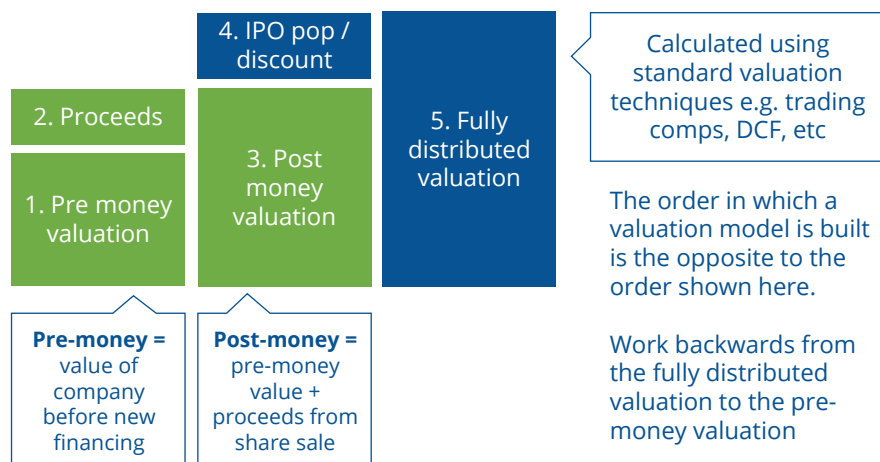 4. IPO pop /
discount
2. Proceeds
1. Pre money
valuation
3. Post
money
valuation
5. Fully
distributed
valuation
Calculated using
standard valuation
techniques e.g. trading
comps, DCF, etc
The order in which a
valuation model is built
is the opposite to the
order shown here.
Work backwards from
the fully distributed
valuation to the pre-
money valuation
Pre-money =
value of
company
before new
financing
Post-money =
pre-money
value +
proceeds from
share sale